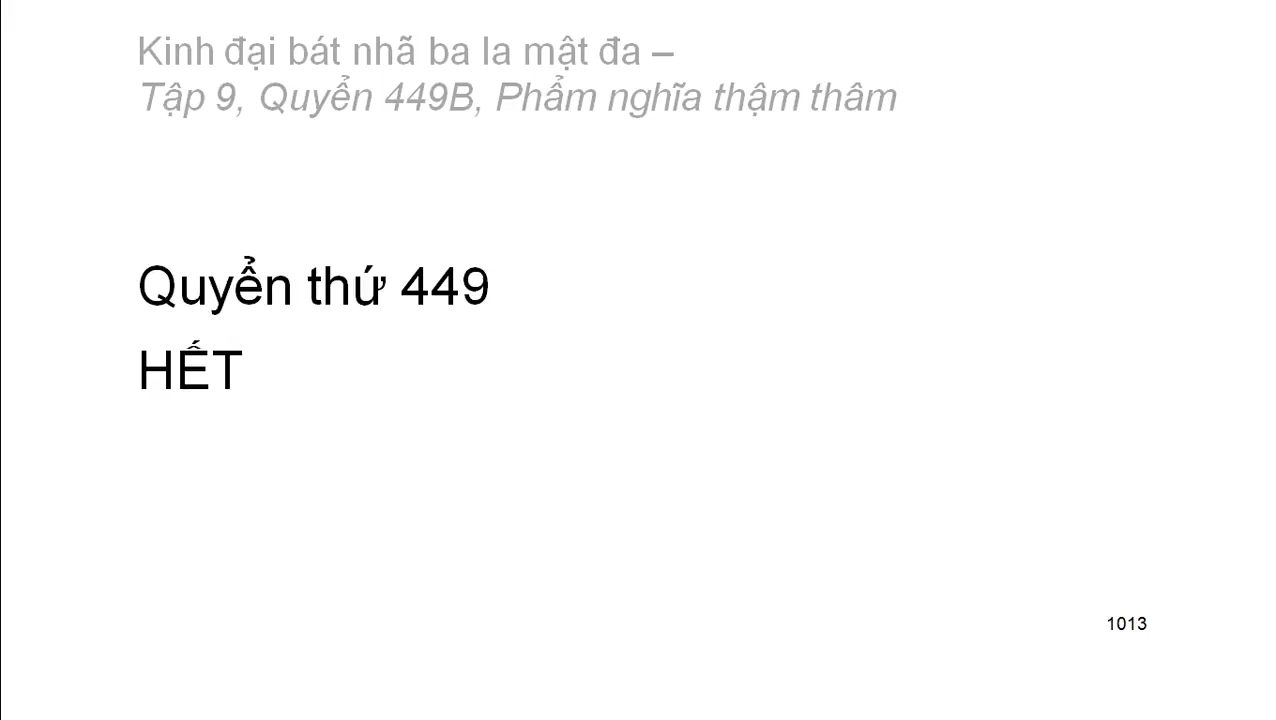 Kinh đại bát nhã ba la mật đa –
Tập 9, Quyển 449B, Phẩm nghĩa thậm thâm
Quyển thứ 449
HẾT
1013